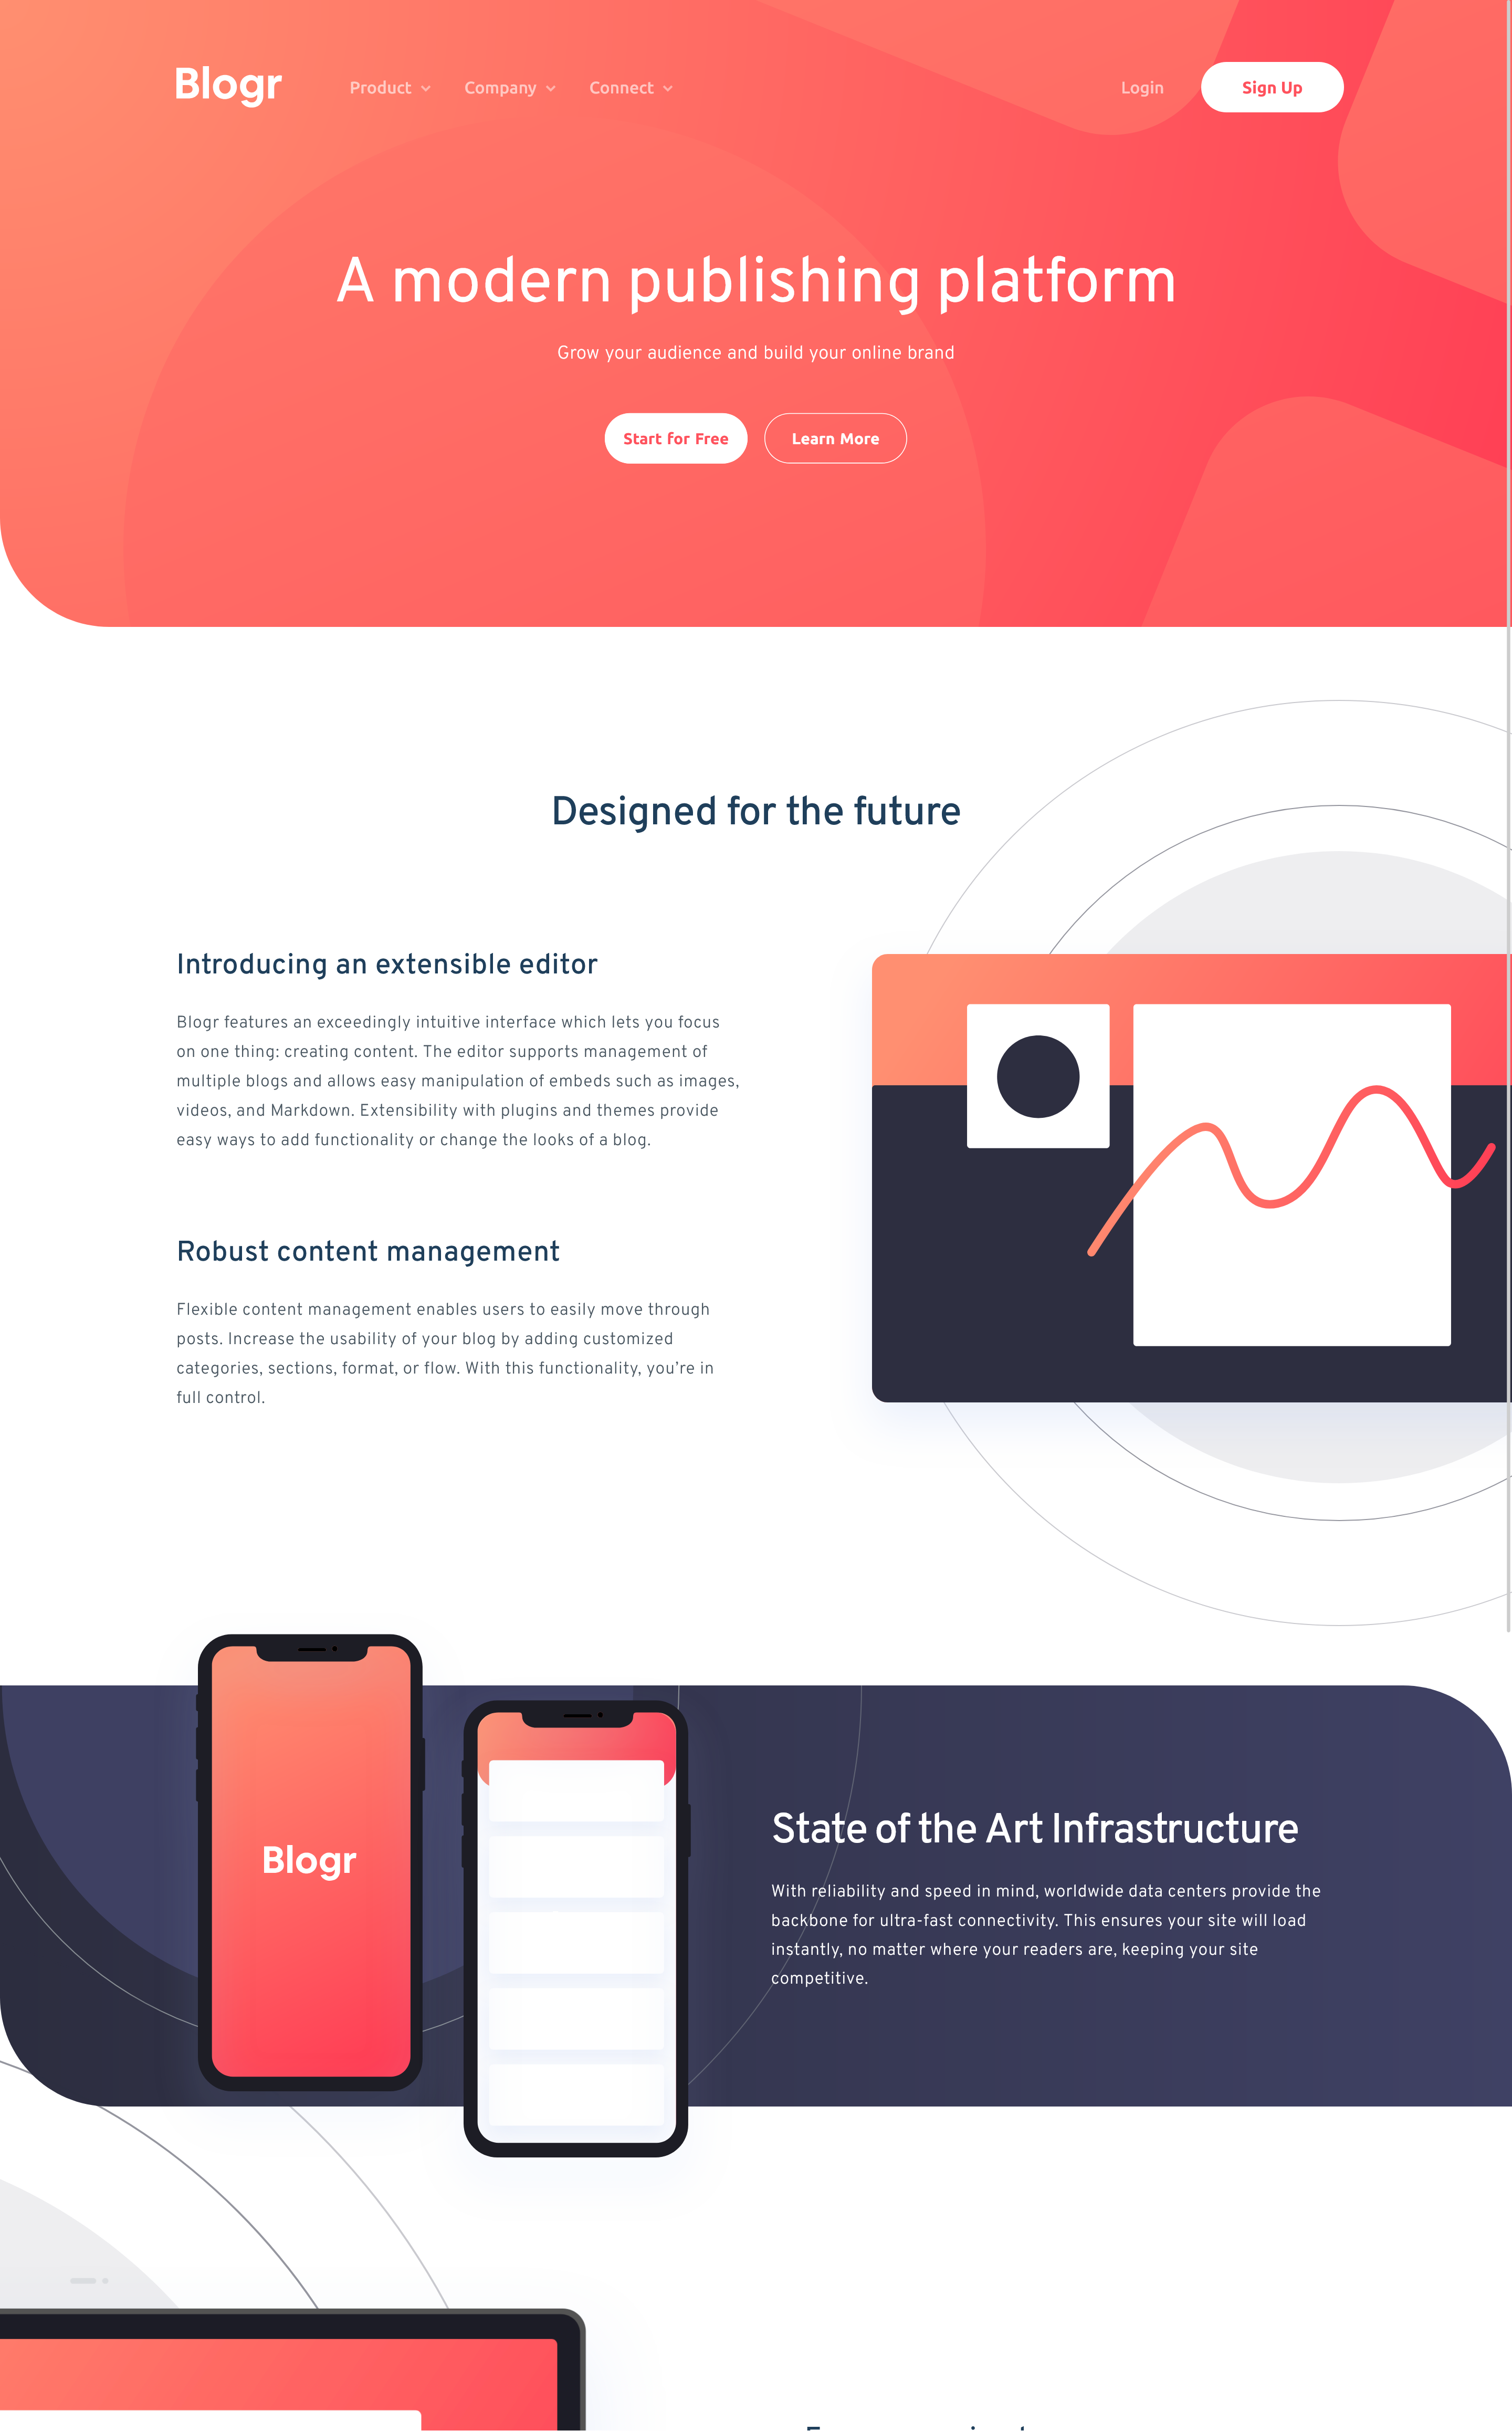 Blogr
Product
Company
Connect
Login
Sign Up
A modern publishing platform
Grow your audience and build your online brand
Start for Free
Learn More
Designed for the future
Introducing an extensible editor
Blogr features an exceedingly intuitive interface which lets you focus
on one thing: creating content. The editor supports management of
multiple blogs and allows easy manipulation of embeds such as images,
videos, and Markdown. Extensibility with plugins and themes provide
easy ways to add functionality or change the looks of a blog.
Robust content management
Flexible content management enables users to easily move through
posts. Increase the usability of your blog by adding customized
categories, sections, format, or flow. With this functionality, you’re in
full control.
Blogr
State of the Art Infrastructure
With reliability and speed in mind, worldwide data centers provide the
backbone for ultra-fast connectivity. This ensures your site will load
instantly, no matter where your readers are, keeping your site
competitive.